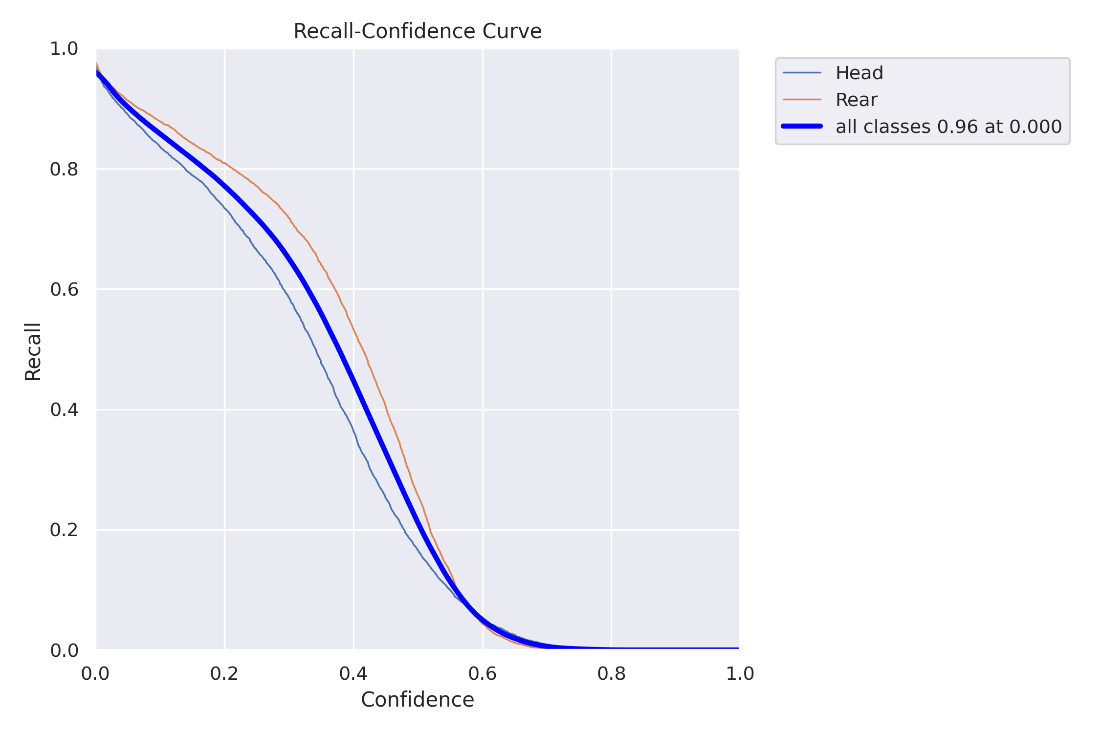 Recall-Confidence Curve
Head
Rear
all classes 0.96 at 0.000
Recall
1.0
0.8
0.6
0.4
0.2
0.0
0.0 0.2 0.4 0.6 0.8 1.0
Confidence